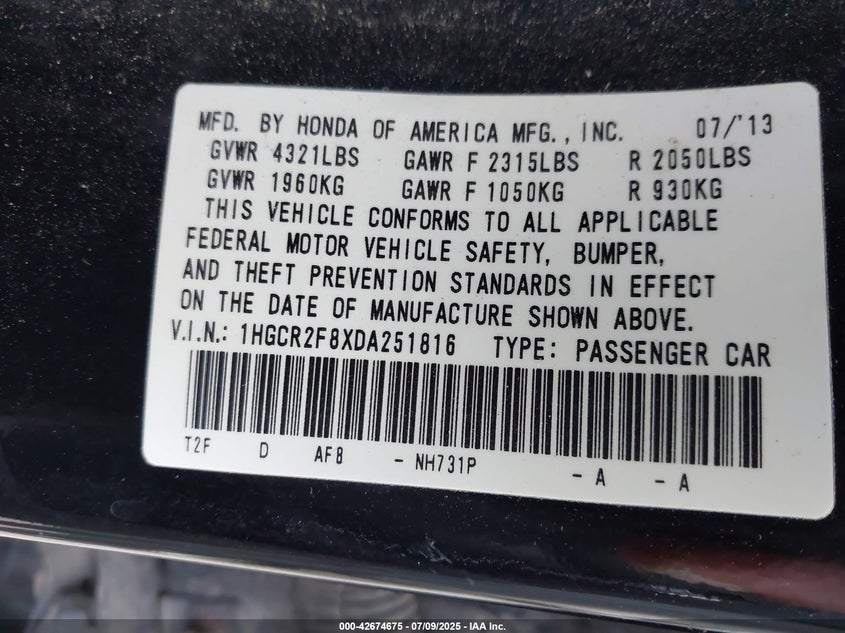 MFD. BY HONDA OF AMERICA MFG., INC. 07/'13
GVWR 4321LBS GAWR F 2315LBS R 2050LBS
GVWR 1960KG GAWR F 1050KG R 930KG
THIS VEHICLE CONFORMS TO ALL APPLICABLE
FEDERAL MOTOR VEHICLE SAFETY, BUMPER,
AND THEFT PREVENTION STANDARDS IN EFFECT
ON THE DATE OF MANUFACTURE SHOWN ABOVE.
V.I.N.: 1HGCR2F8XDA251816 TYPE: PASSENGER CAR
T2F D AF8 - NH731P - A - A
000-42674675 / 07/09/2025 - IAA Inc.